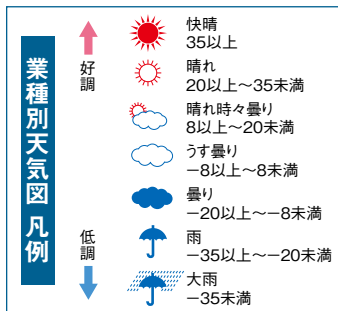 業種別天気図 凡例
好調
快晴
35以上
晴れ
20以上～35未満
晴れ時々曇り
8以上～20未満
うす曇り
−8以上～8未満
曇り
−20以上～−8未満
低調
雨
−35以上～−20未満
大雨
−35未満